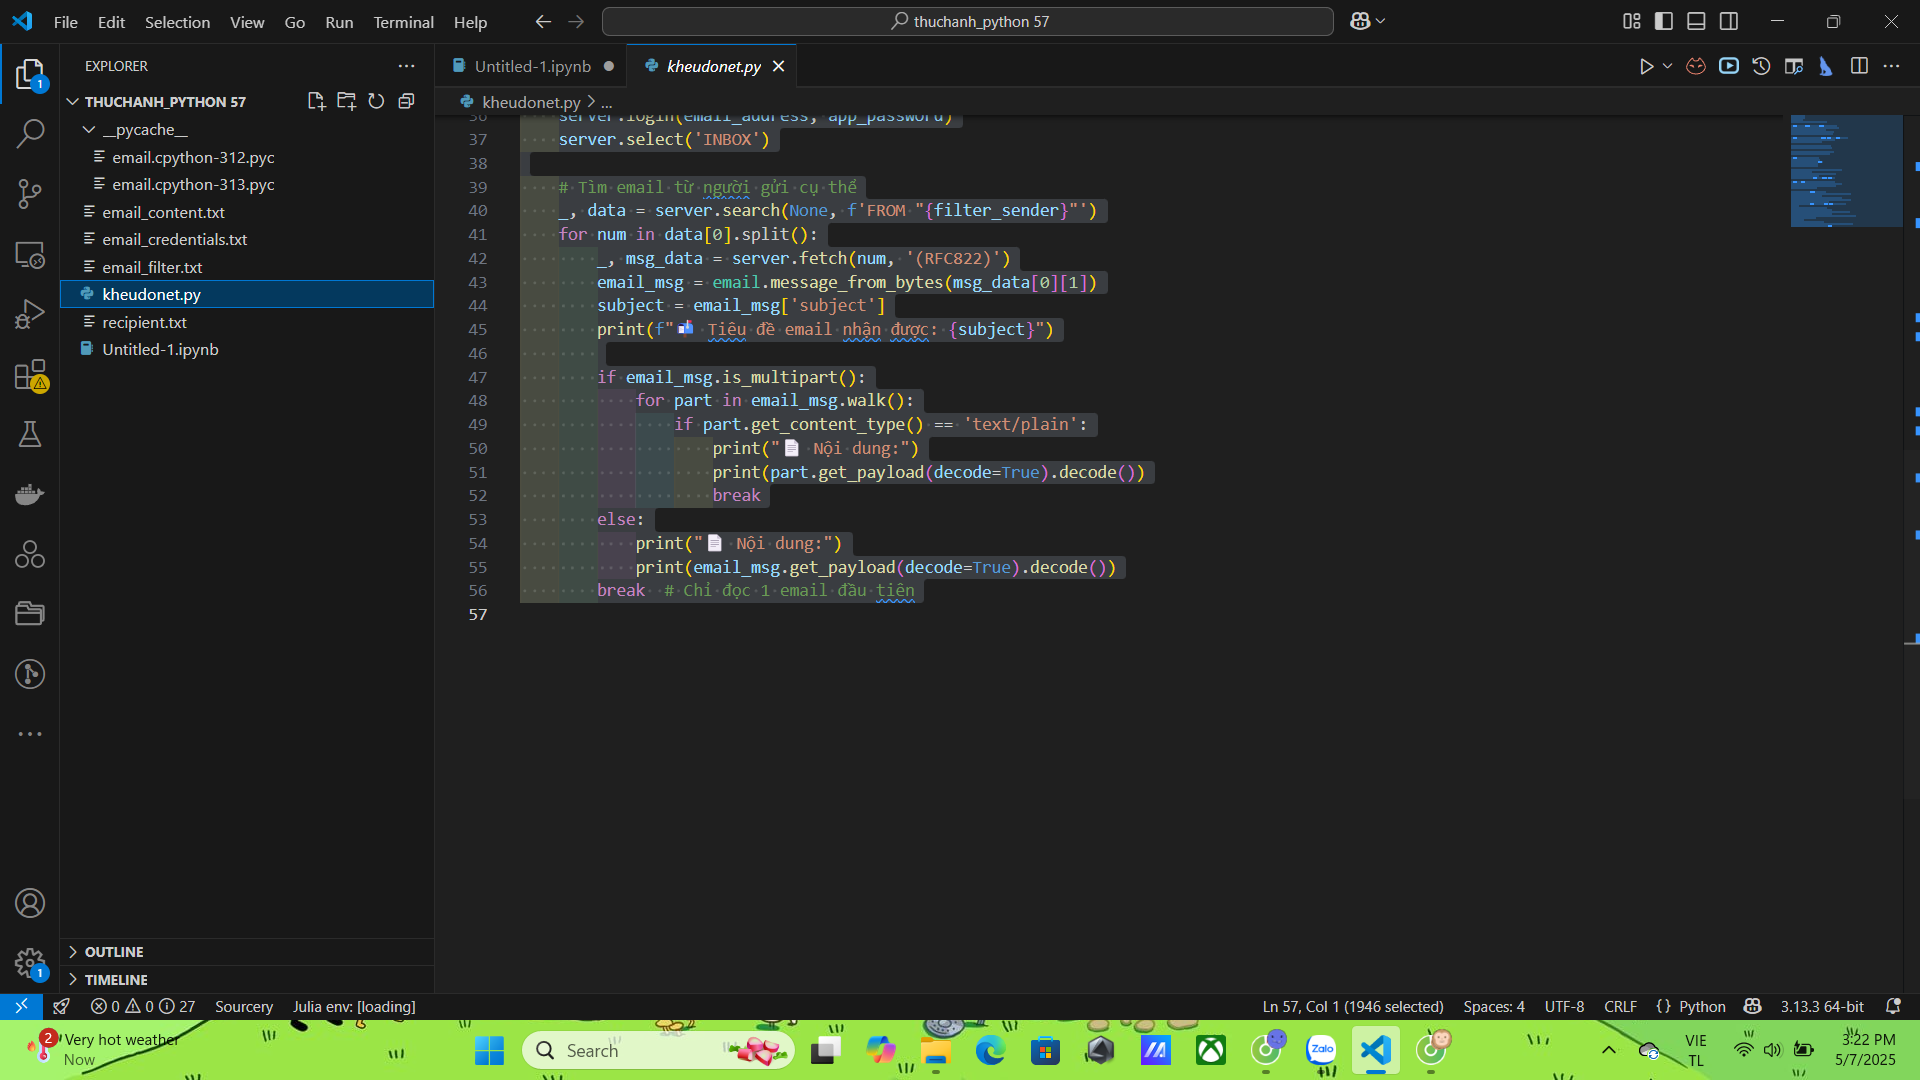 File Edit Selection View Go Run Terminal Help
thuchanh_python 57
EXPLORER
THUCHANH_PYTHON 57
__pycache__
email.cpython-312.pyc
email.cpython-313.pyc
email_content.txt
email_credentials.txt
email_filter.txt
kheudonet.py
recipient.txt
Untitled-1.ipynb
OUTLINE
TIMELINE
Untitled-1.ipynb
kheudonet.py
kheudonet.py > ...
36 server.login(email_address, app_password)
37 server.select('INBOX')
38
39 # Tìm email từ người gửi cụ thể
40 _, data = server.search(None, f'FROM "{filter_sender}"')
41 for num in data[0].split():
42 _, msg_data = server.fetch(num, '(RFC822)')
43 email_msg = email.message_from_bytes(msg_data[0][1])
44 subject = email_msg['subject']
45 print(f"📬 Tiêu đề email nhận được: {subject}")
46
47 if email_msg.is_multipart():
48 for part in email_msg.walk():
49 if part.get_content_type() == 'text/plain':
50 print("📄 Nội dung:")
51 print(part.get_payload(decode=True).decode())
52 break
53 else:
54 print("📄 Nội dung:")
55 print(email_msg.get_payload(decode=True).decode())
56 break # Chỉ đọc 1 email đầu tiên
57
0 0 27 Sourcery Julia env: [loading]
Ln 57, Col 1 (1946 selected) Spaces: 4 UTF-8 CRLF {} Python 3.13.3 64-bit
2
Very hot weather
Now
Search
Zalo
VIE
TL
3:22 PM
5/7/2025